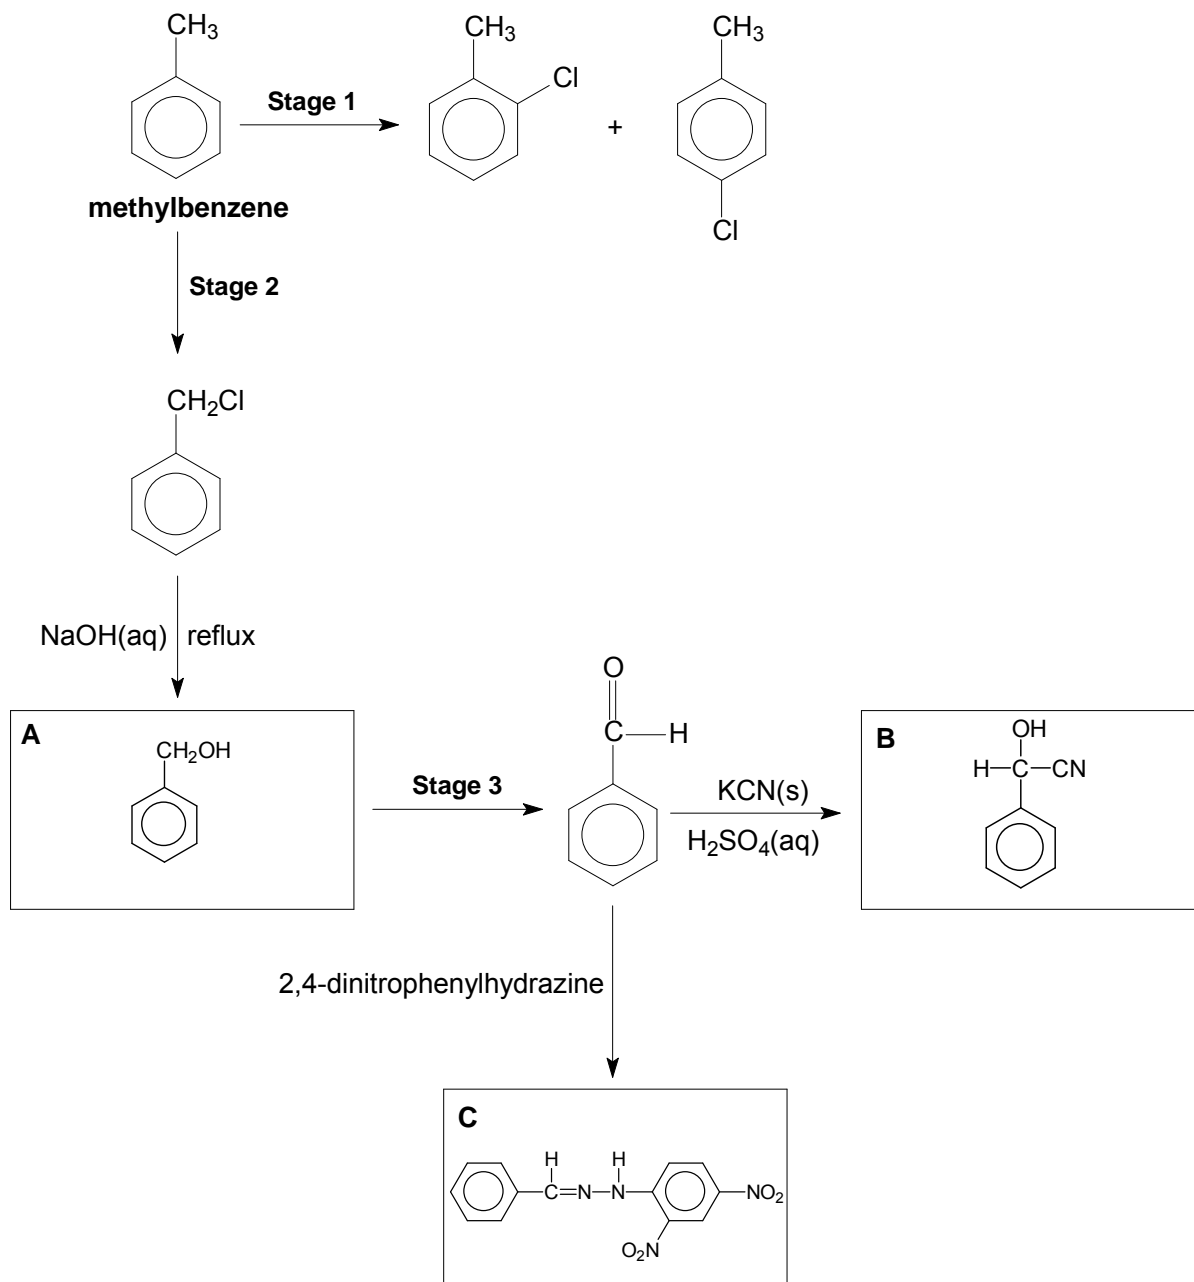 CH₃
CH₃
CH₃
Cl
Stage 1
+
methylbenzene
Cl
Stage 2
CH₂Cl
NaOH(aq) reflux
O
C H
A
CH₂OH
Stage 3
KCN(s)
H₂SO₄(aq)
B
OH
H C CN
2,4-dinitrophenylhydrazine
C
H H
C=N N
NO₂
O₂N